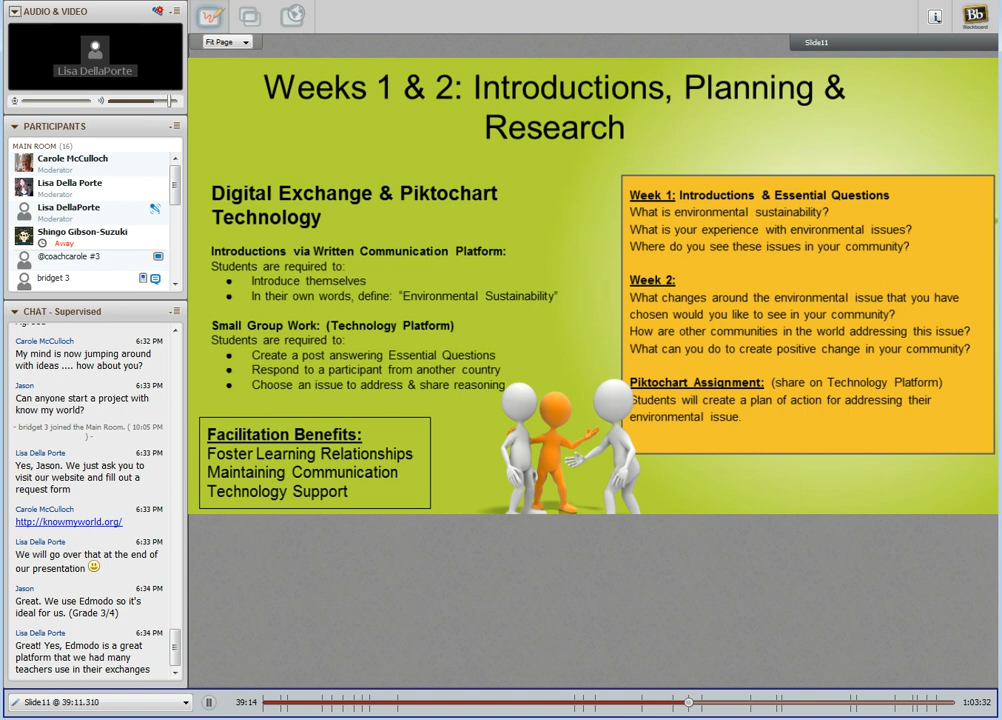 AUDIO & VIDEO
Lisa DellaPorte
PARTICIPANTS
MAIN ROOM (16)
Carole McCulloch
Moderator
Lisa Della Porte
Moderator
Lisa DellaPorte
Moderator
Shingo Gibson-Suzuki
Away
@coachcarole #3
bridget 3
CHAT - Supervised
Carole McCulloch 6:32 PM
My mind is now jumping around
with ideas .... how about you?
Jason 6:33 PM
Can anyone start a project with
know my world?
- bridget 3 joined the Main Room. ( 10:05 PM
) -
Lisa Della Porte 6:33 PM
Yes, Jason. We just ask you to
visit our website and fill out a
request form
Carole McCulloch 6:33 PM
http://knowmyworld.org/
Lisa Della Porte 6:33 PM
We will go over that at the end of
our presentation
Jason 6:34 PM
Great. We use Edmodo so it's
ideal for us. (Grade 3/4)
Lisa Della Porte 6:34 PM
Great! Yes, Edmodo is a great
platform that we had many
teachers use in their exchanges
Fit Page
Slide11
Bb
Blackboard
Weeks 1 & 2: Introductions, Planning &
Research
Digital Exchange & Piktochart
Technology
Introductions via Written Communication Platform:
Students are required to:
● Introduce themselves
● In their own words, define: "Environmental Sustainability"
Small Group Work: (Technology Platform)
Students are required to:
● Create a post answering Essential Questions
● Respond to a participant from another country
● Choose an issue to address & share reasoning
Facilitation Benefits:
Foster Learning Relationships
Maintaining Communication
Technology Support
Week 1: Introductions & Essential Questions
What is environmental sustainability?
What is your experience with environmental issues?
Where do you see these issues in your community?
Week 2:
What changes around the environmental issue that you have
chosen would you like to see in your community?
How are other communities in the world addressing this issue?
What can you do to create positive change in your community?
Piktochart Assignment: (share on Technology Platform)
Students will create a plan of action for addressing their
environmental issue.
Slide11 @ 39:11.310
39:14
1:03:32